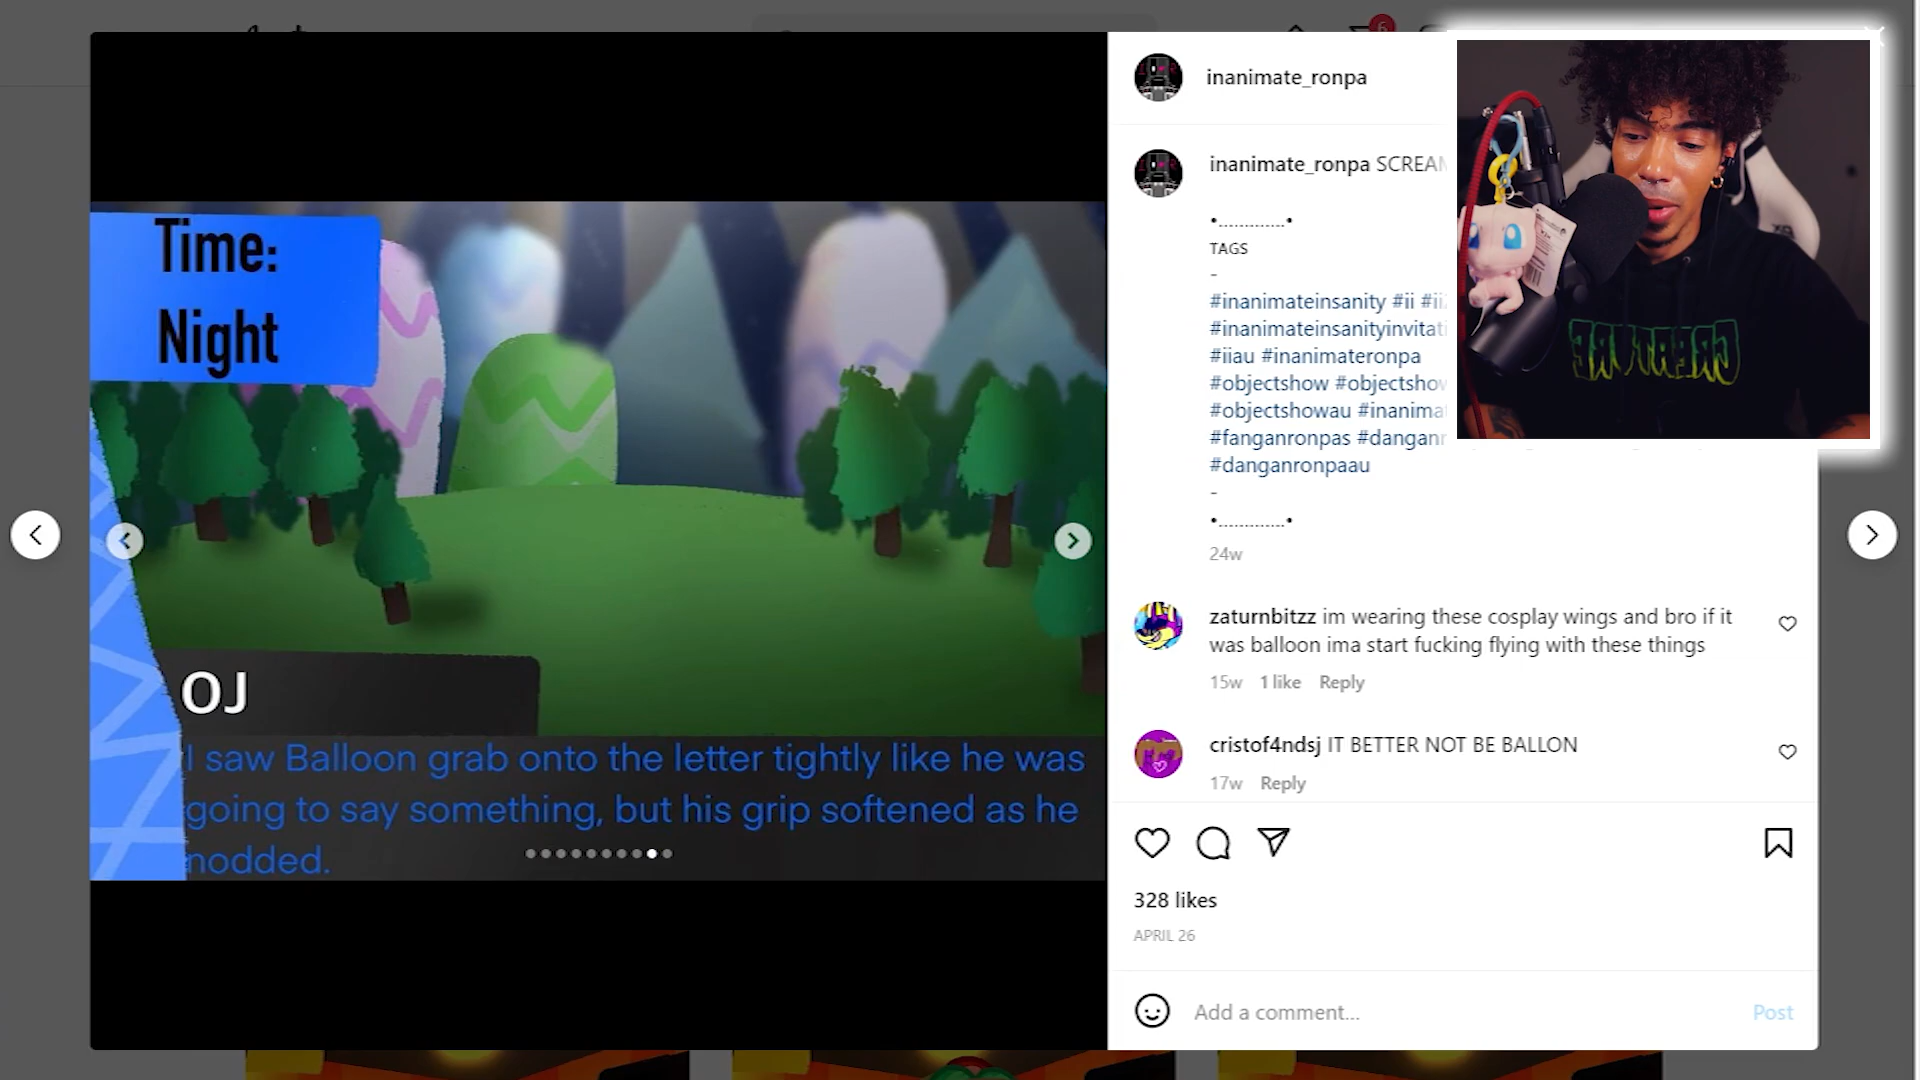 6
inanimate_ronpa
inanimate_ronpa SCREAM
•.............•
TAGS
-
#inanimateinsanity #ii #ii
#inanimateinsanityinvitati
#iiau #inanimateronpa
#objectshow #objectshow
#objectshowau #inanimat
#fanganronpas #danganr
#danganronpaau
-
•.............•
24w
Time:
Night
OJ
I saw Balloon grab onto the letter tightly like he was
going to say something, but his grip softened as he
nodded.
zaturnbitzz im wearing these cosplay wings and bro if it
was balloon ima start fucking flying with these things
15w 1 like Reply
cristof4ndsj IT BETTER NOT BE BALLON
17w Reply
328 likes
APRIL 26
Add a comment...
Post
CREATURE